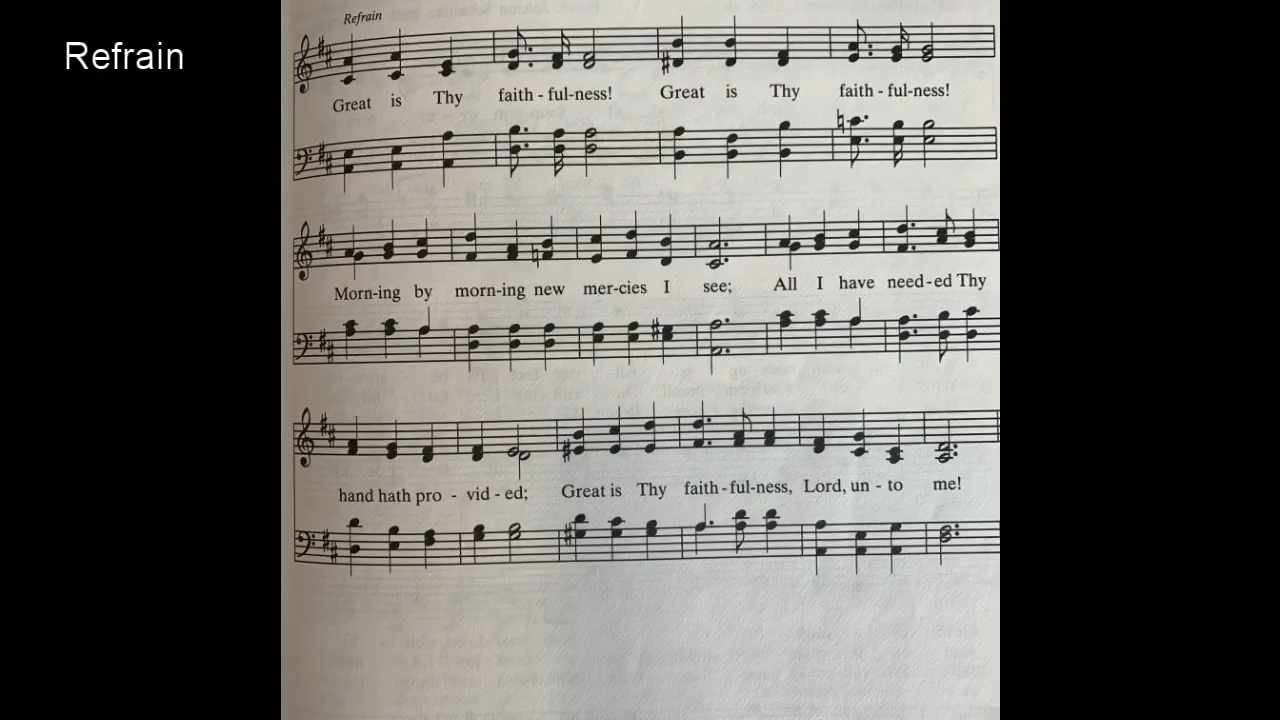 Refrain
Refrain
Great is Thy faith - ful-ness! Great is Thy faith - ful-ness!
Morn-ing by morn-ing new mer-cies I see; All I have need-ed Thy
hand hath pro - vid - ed; Great is Thy faith-ful-ness, Lord, un - to me!